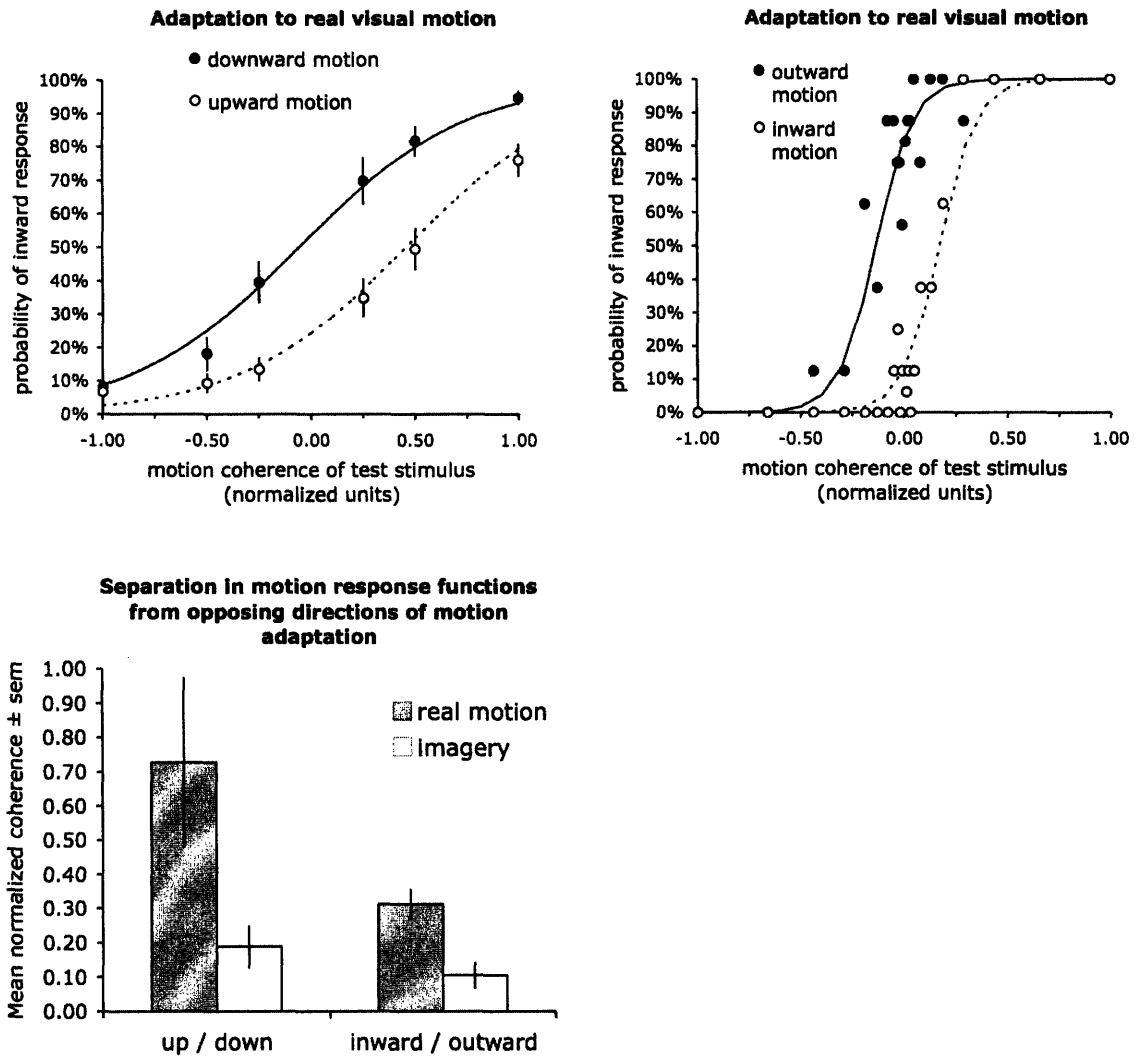 Adaptation to real visual motion
downward motion
upward motion
probability of inward response
100%
90%
80%
70%
60%
50%
40%
30%
20%
10%
0%
-1.00 -0.50 0.00 0.50 1.00
motion coherence of test stimulus
(normalized units)
Adaptation to real visual motion
outward
motion
inward
motion
probability of inward response
100%
90%
80%
70%
60%
50%
40%
30%
20%
10%
0%
-1.00 -0.50 0.00 0.50 1.00
motion coherence of test stimulus
(normalized units)
Separation in motion response functions
from opposing directions of motion
adaptation
Mean normalized coherence ± sem
1.00
0.90
0.80
0.70
0.60
0.50
0.40
0.30
0.20
0.10
0.00
real motion
imagery
up / down inward / outward